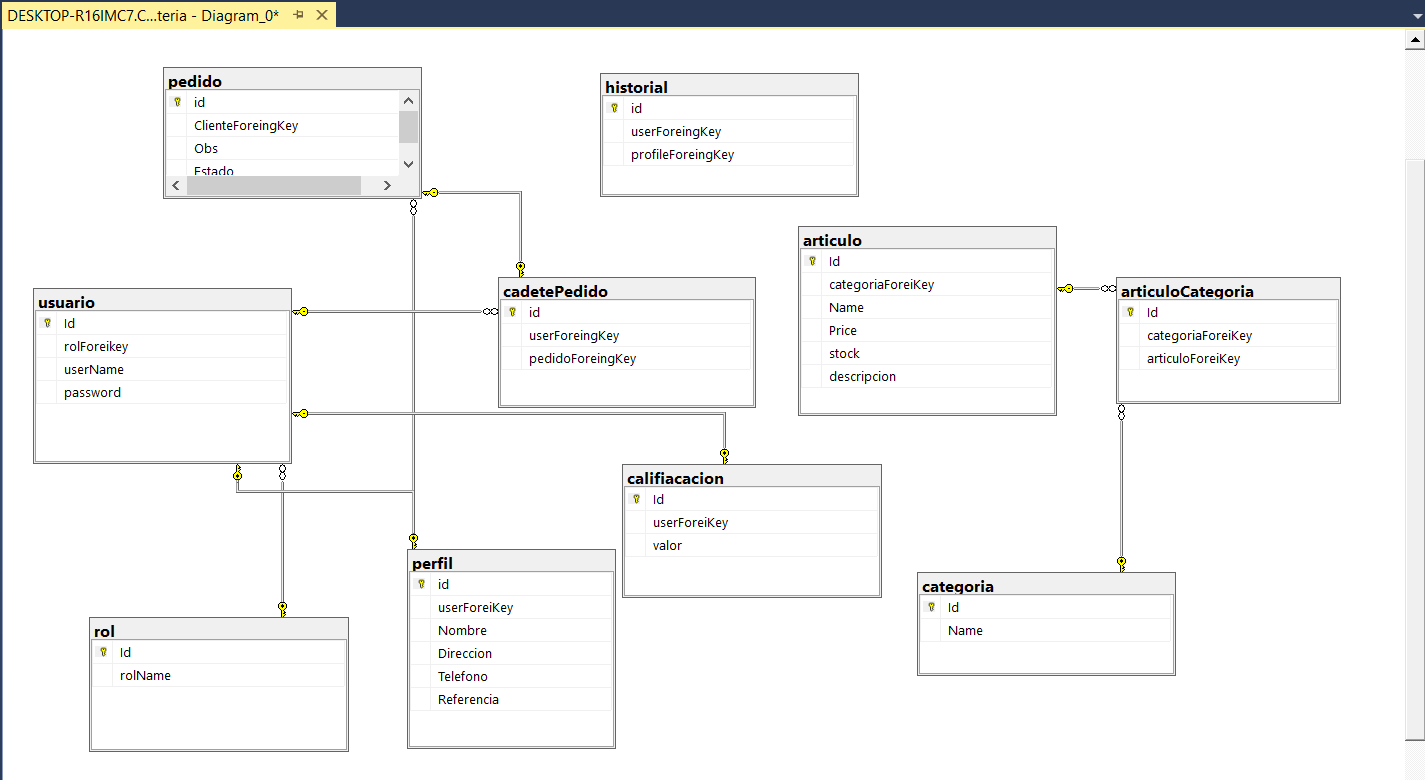 DESKTOP-R16IMC7.C...teria - Diagram_0*
pedido
id
ClienteForeingKey
Obs
Estado
historial
id
userForeingKey
profileForeingKey
articulo
Id
categoriaForeiKey
Name
Price
stock
descripcion
articuloCategoria
Id
categoriaForeiKey
articuloForeiKey
usuario
Id
rolForeikey
userName
password
cadetePedido
id
userForeingKey
pedidoForeingKey
califiacacion
Id
userForeiKey
valor
perfil
id
userForeiKey
Nombre
Direccion
Telefono
Referencia
categoria
Id
Name
rol
Id
rolName